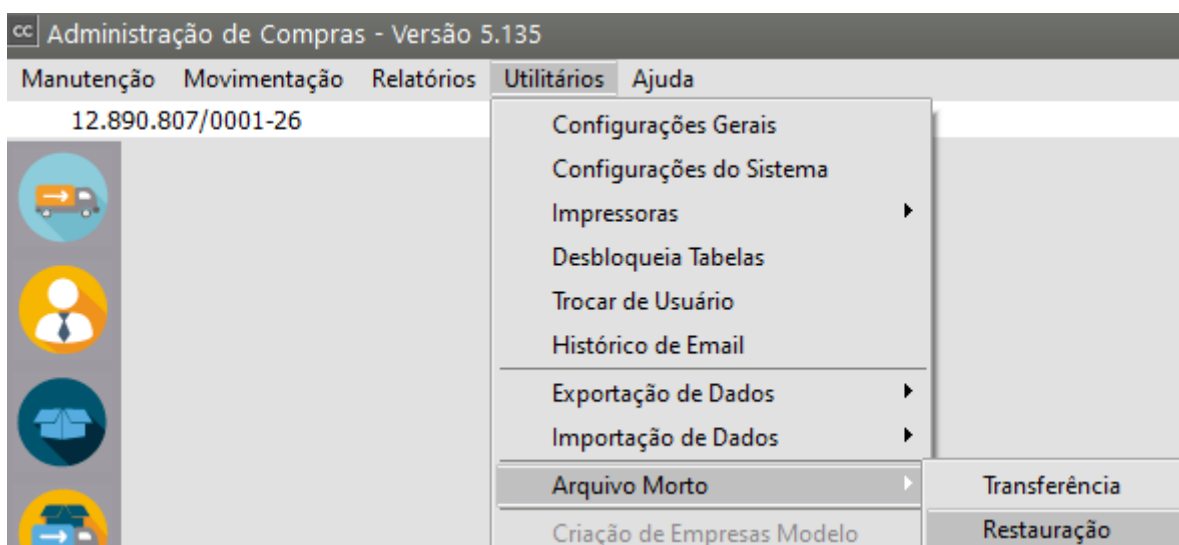 cc Administração de Compras - Versão 5.135
Manutenção Movimentação Relatórios Utilitários Ajuda
12.890.807/0001-26
Configurações Gerais
Configurações do Sistema
Impressoras
Desbloqueia Tabelas
Trocar de Usuário
Histórico de Email
Exportação de Dados
Importação de Dados
Arquivo Morto Transferência
Criação de Empresas Modelo Restauração